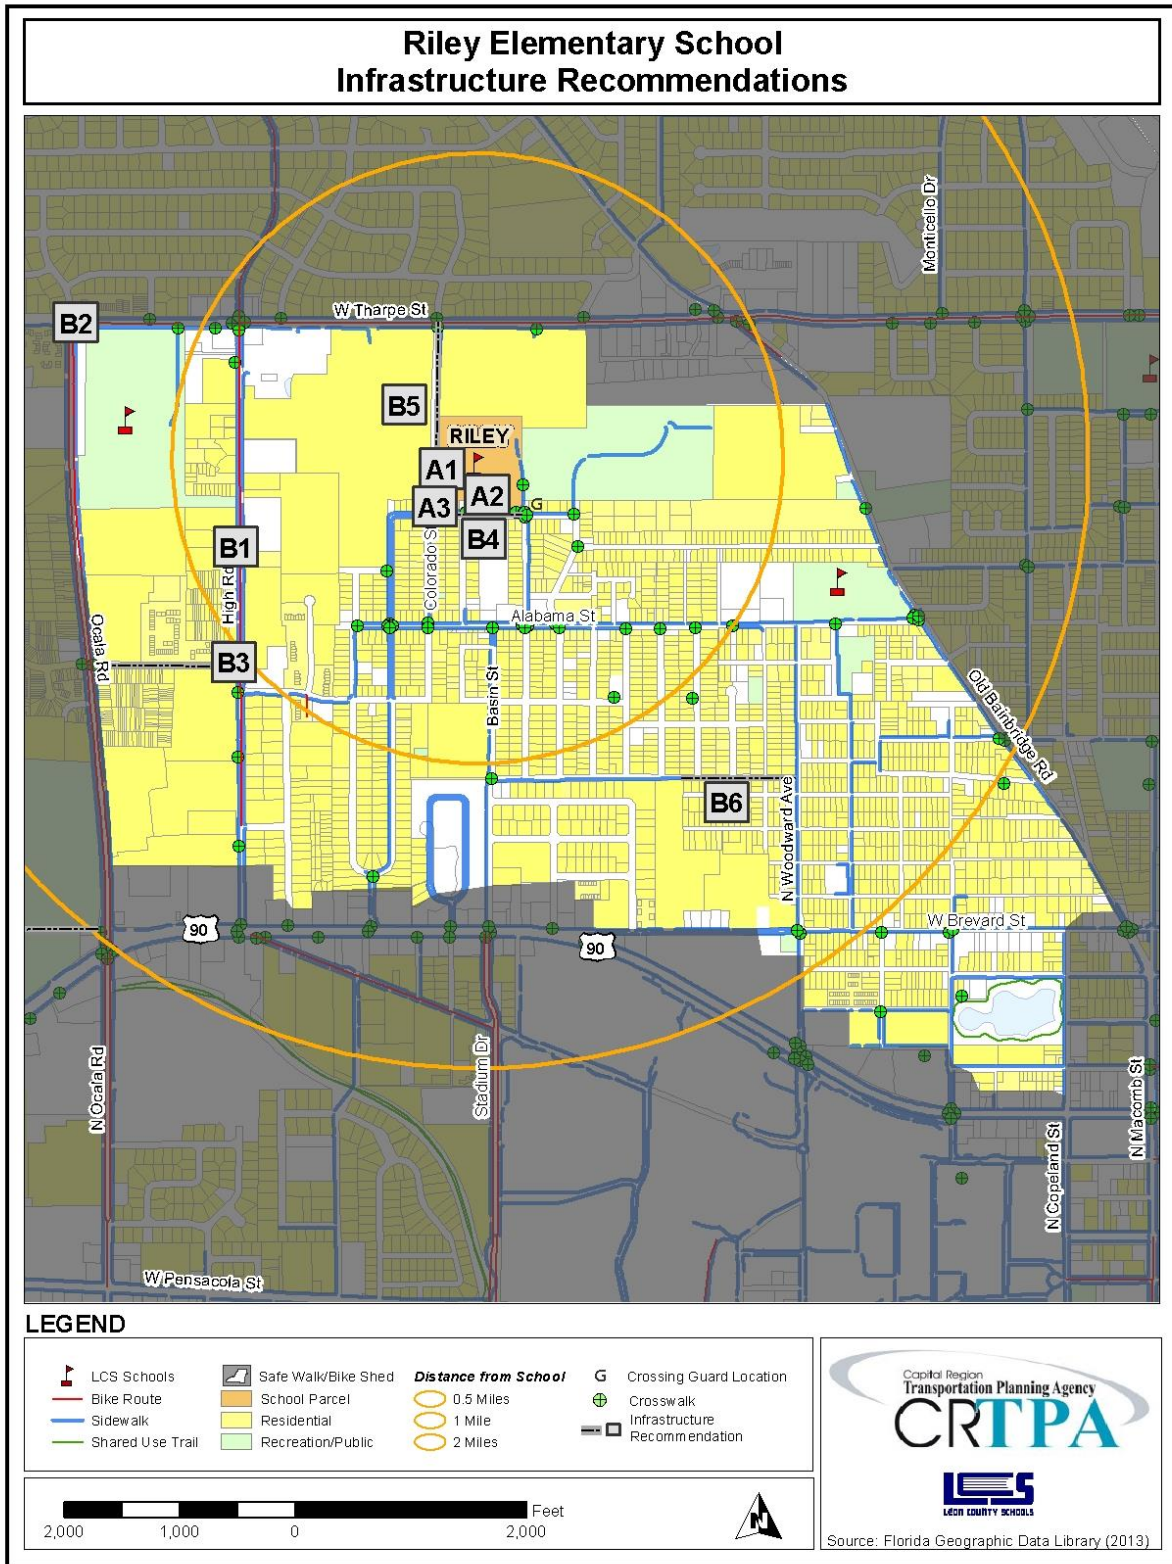 Riley Elementary School
Infrastructure Recommendations
Monticello Dr
W Tharpe St
B2
B5
RILEY
A1
A2
A3
G
B4
B1
High Rd
Colorado S
Alabama St
Ocala Rd
B3
Basin St
Old Bainbridge Rd
B6
N Woodward Ave
90
W Brevard St
90
N Ocala Rd
Stadium Dr
N Copeland St
N Macomb St
W Pensacola St
LEGEND
LCS Schools
Bike Route
Sidewalk
Shared Use Trail
Safe Walk/Bike Shed
School Parcel
Residential
Recreation/Public
Distance from School
0.5 Miles
1 Mile
2 Miles
G Crossing Guard Location
Crosswalk
Infrastructure
Recommendation
Capital Region
Transportation Planning Agency
CRTPA
LCS
LEON COUNTY SCHOOLS
Feet
2,000 1,000 0 2,000
N
Source: Florida Geographic Data Library (2013)